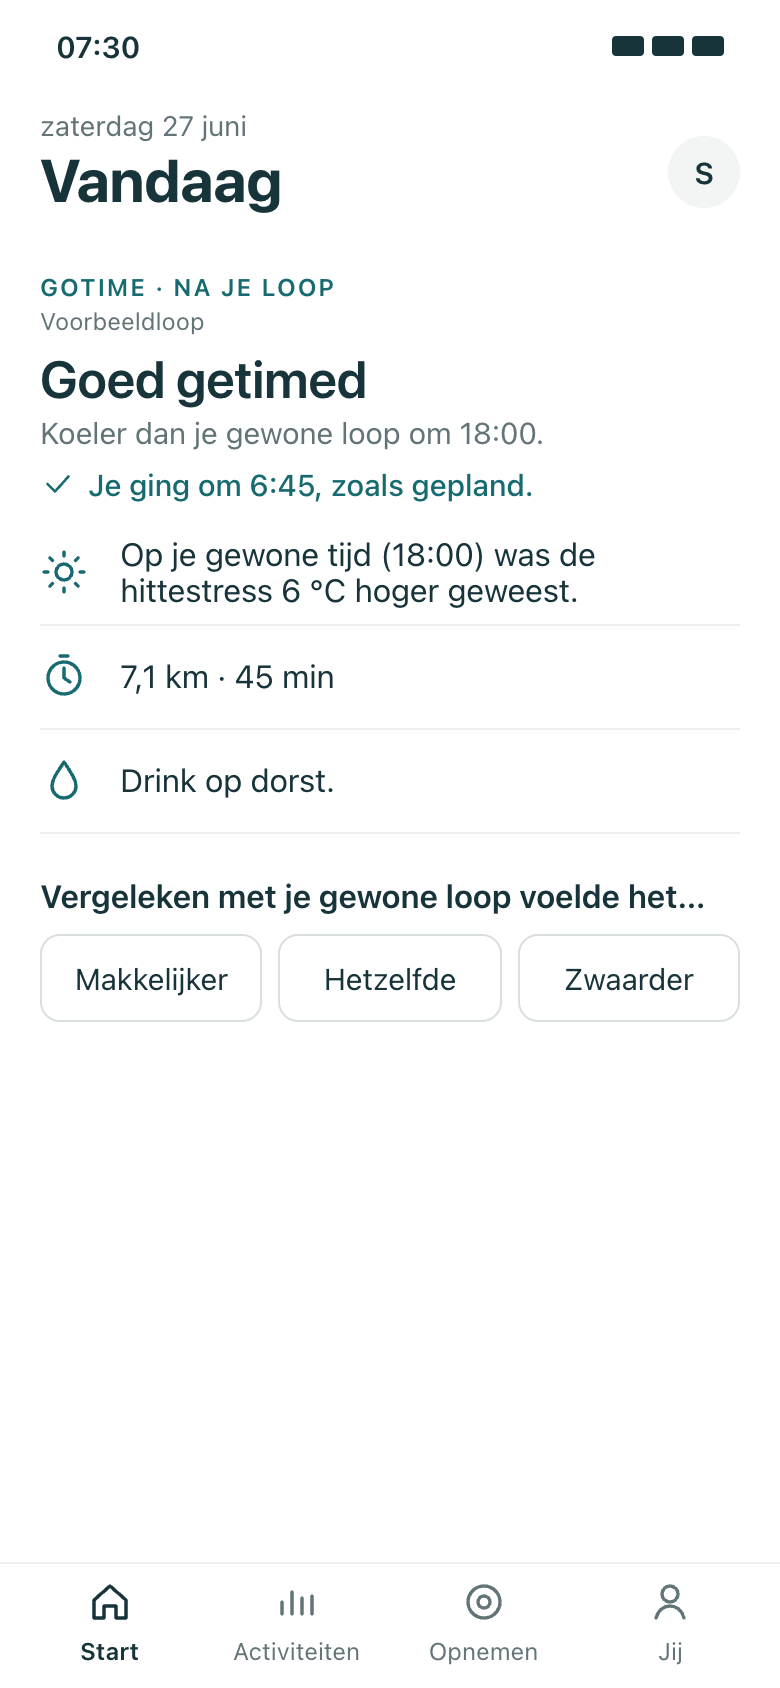 07:30
zaterdag 27 juni
Vandaag
S
GOTIME · NA JE LOOP
Voorbeeldloop
Goed getimed
Koeler dan je gewone loop om 18:00.
Je ging om 6:45, zoals gepland.
Op je gewone tijd (18:00) was de
hittestress 6 °C hoger geweest.
7,1 km · 45 min
Drink op dorst.
Vergeleken met je gewone loop voelde het...
Makkelijker
Hetzelfde
Zwaarder
Start
Activiteiten
Opnemen
Jij